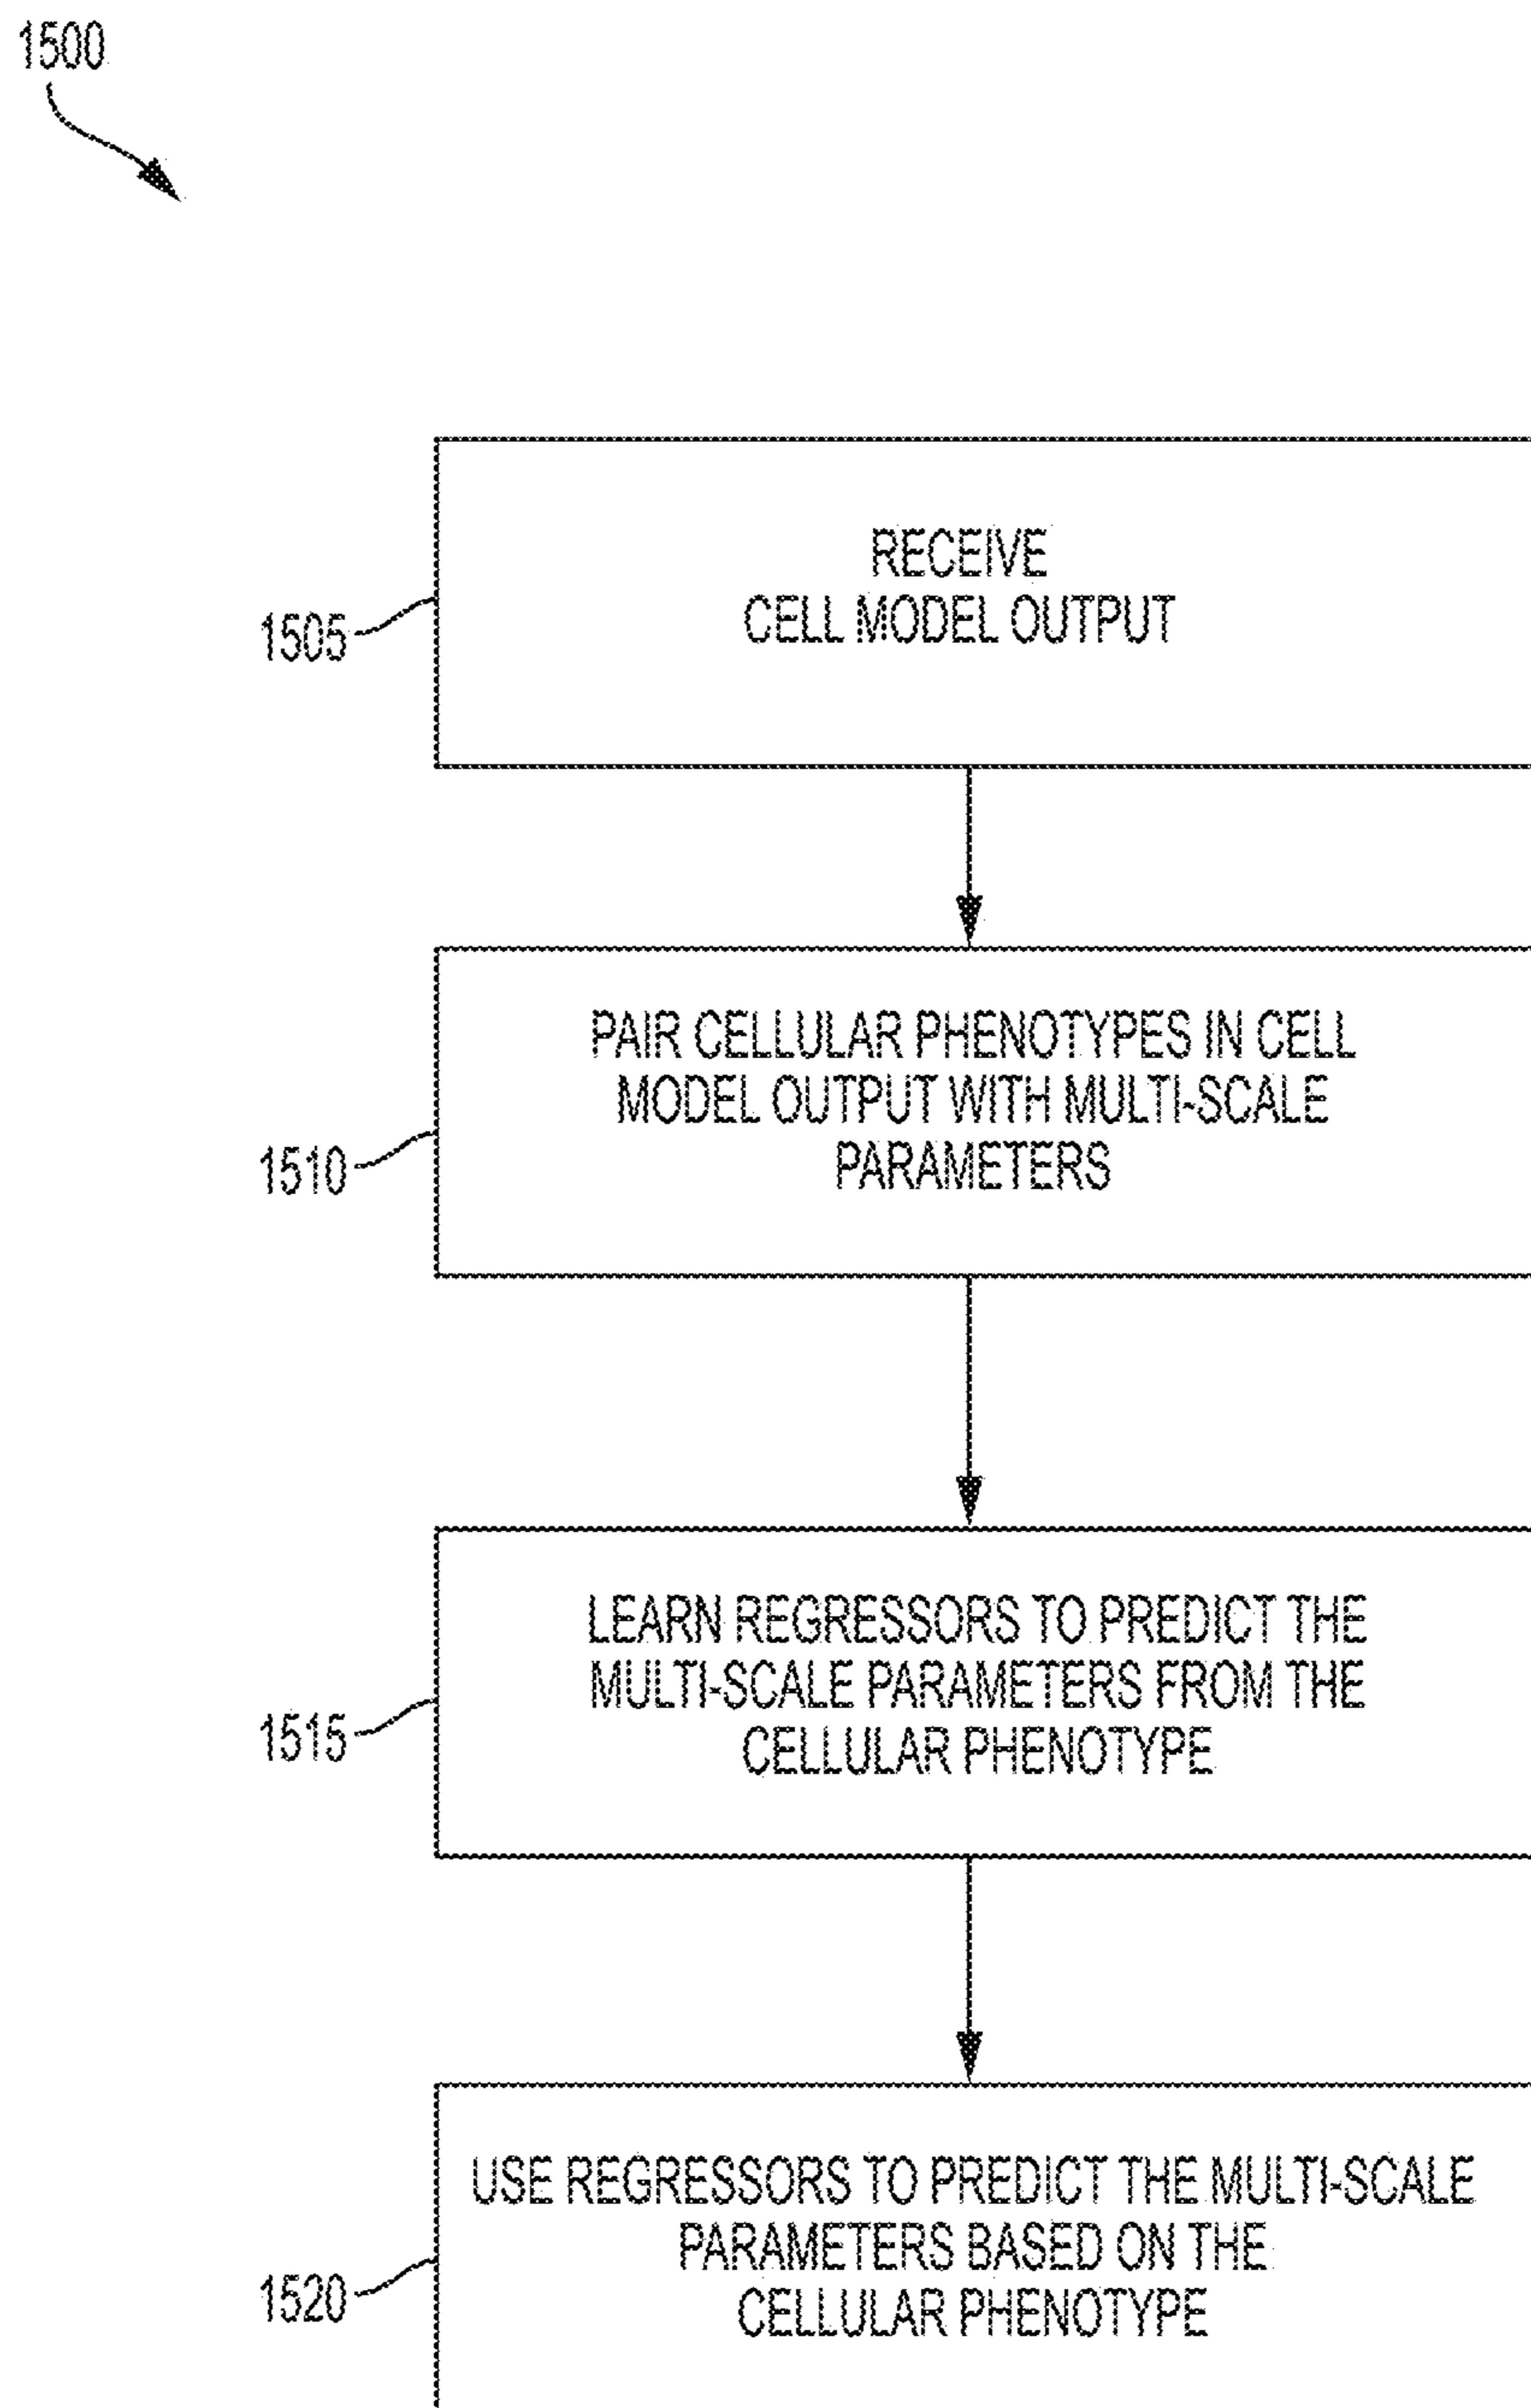 1500
RECEIVE
CELL MODEL OUTPUT
1505
PAIR CELLULAR PHENOTYPES IN CELL
MODEL OUTPUT WITH MULTI-SCALE
PARAMETERS
1510
LEARN REGRESSORS TO PREDICT THE
MULTI-SCALE PARAMETERS FROM THE
CELLULAR PHENOTYPE
1515
USE REGRESSORS TO PREDICT THE MULTI-SCALE
PARAMETERS BASED ON THE
CELLULAR PHENOTYPE
1520